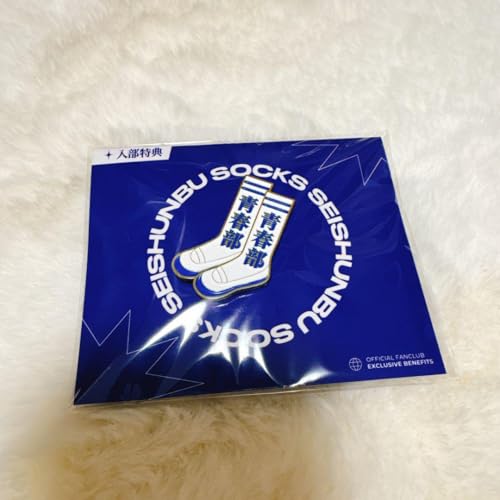 入部特典
SEISHUNBU SOCKS SEISHUNBU SOCKS
青春部
青春部
OFFICIAL FANCLUB
EXCLUSIVE BENEFITS